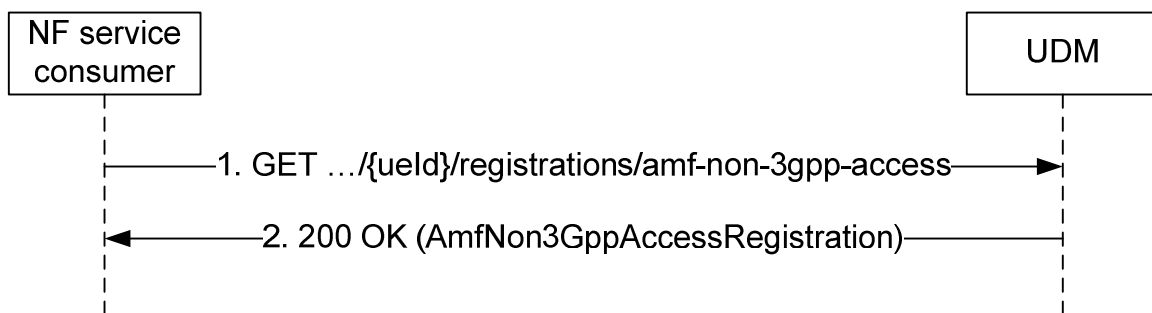 NF service
consumer
UDM
1. GET …/{ueId}/registrations/amf-non-3gpp-access
2. 200 OK (AmfNon3GppAccessRegistration)